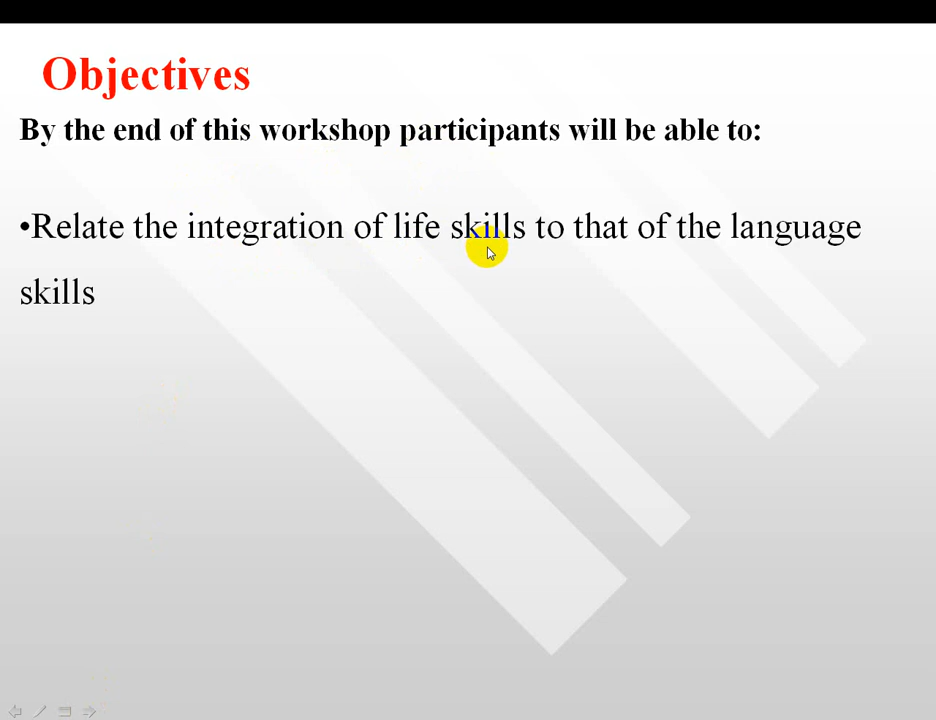 Objectives
By the end of this workshop participants will be able to:
•Relate the integration of life skills to that of the language
skills